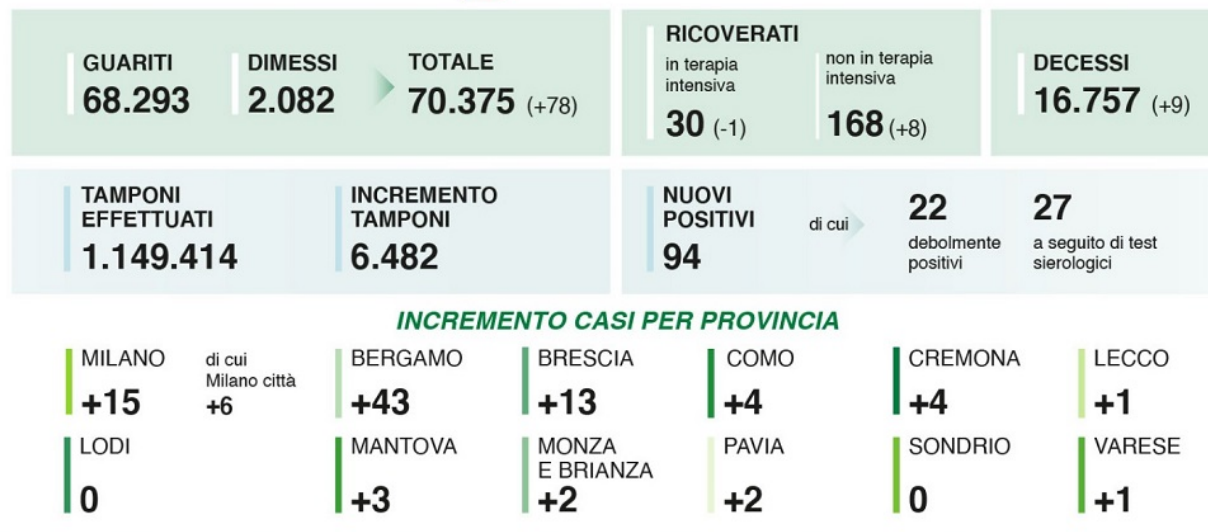 GUARITI
68.293
DIMESSI
2.082
TOTALE
70.375 (+78)
RICOVERATI
in terapia
intensiva
30 (-1)
non in terapia
intensiva
168 (+8)
DECESSI
16.757 (+9)
TAMPONI
EFFETTUATI
1.149.414
INCREMENTO
TAMPONI
6.482
NUOVI
POSITIVI
94
di cui
22
debolmente
positivi
27
a seguito di test
sierologici
INCREMENTO CASI PER PROVINCIA
MILANO
+15
di cui
Milano città
+6
BERGAMO
+43
BRESCIA
+13
COMO
+4
CREMONA
+4
LECCO
+1
LODI
0
MANTOVA
+3
MONZA
E BRIANZA
+2
PAVIA
+2
SONDRIO
0
VARESE
+1